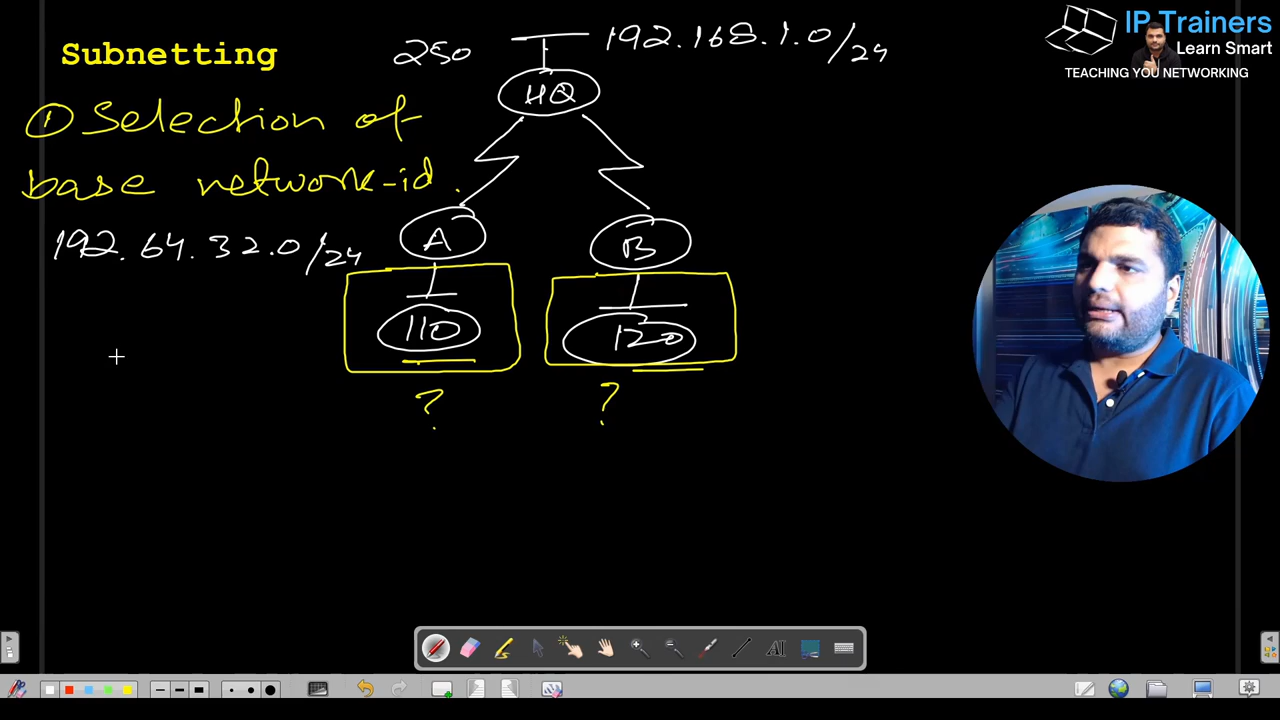 Subnetting
250
192.168.1.0/24
IP Trainers
Learn Smart
TEACHING YOU NETWORKING
HQ
① Selection of
base network-id.
192.64.32.0/24
A
B
110
120
?
?
AI